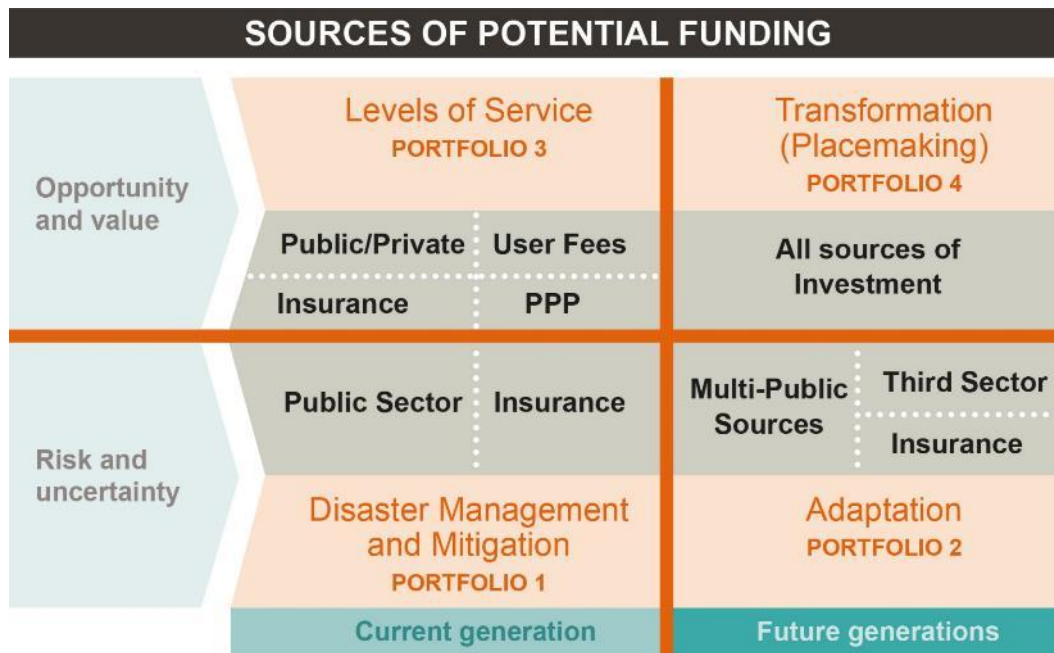 SOURCES OF POTENTIAL FUNDING
Opportunity
and value
Levels of Service
PORTFOLIO 3
Public/Private
User Fees
Insurance
PPP
Transformation
(Placemaking)
PORTFOLIO 4
All sources of
Investment
Risk and
uncertainty
Public Sector
Insurance
Disaster Management
and Mitigation
PORTFOLIO 1
Multi-Public
Sources
Third Sector
Insurance
Adaptation
PORTFOLIO 2
Current generation
Future generations